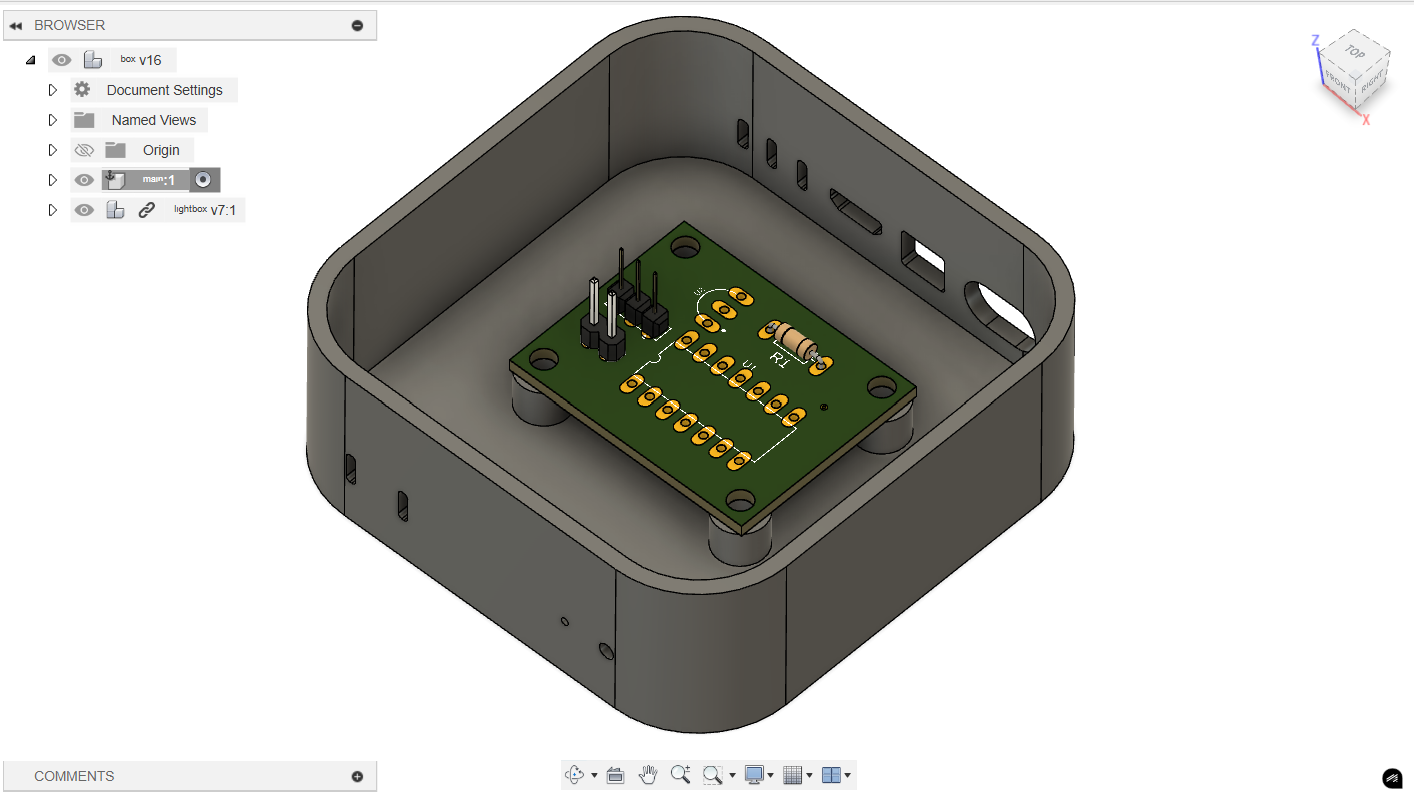 BROWSER
box v16
Document Settings
Named Views
Origin
main:1
lightbox v7:1
Z
TOP
FRONT
RIGHT
X
R1
U1
COMMENTS